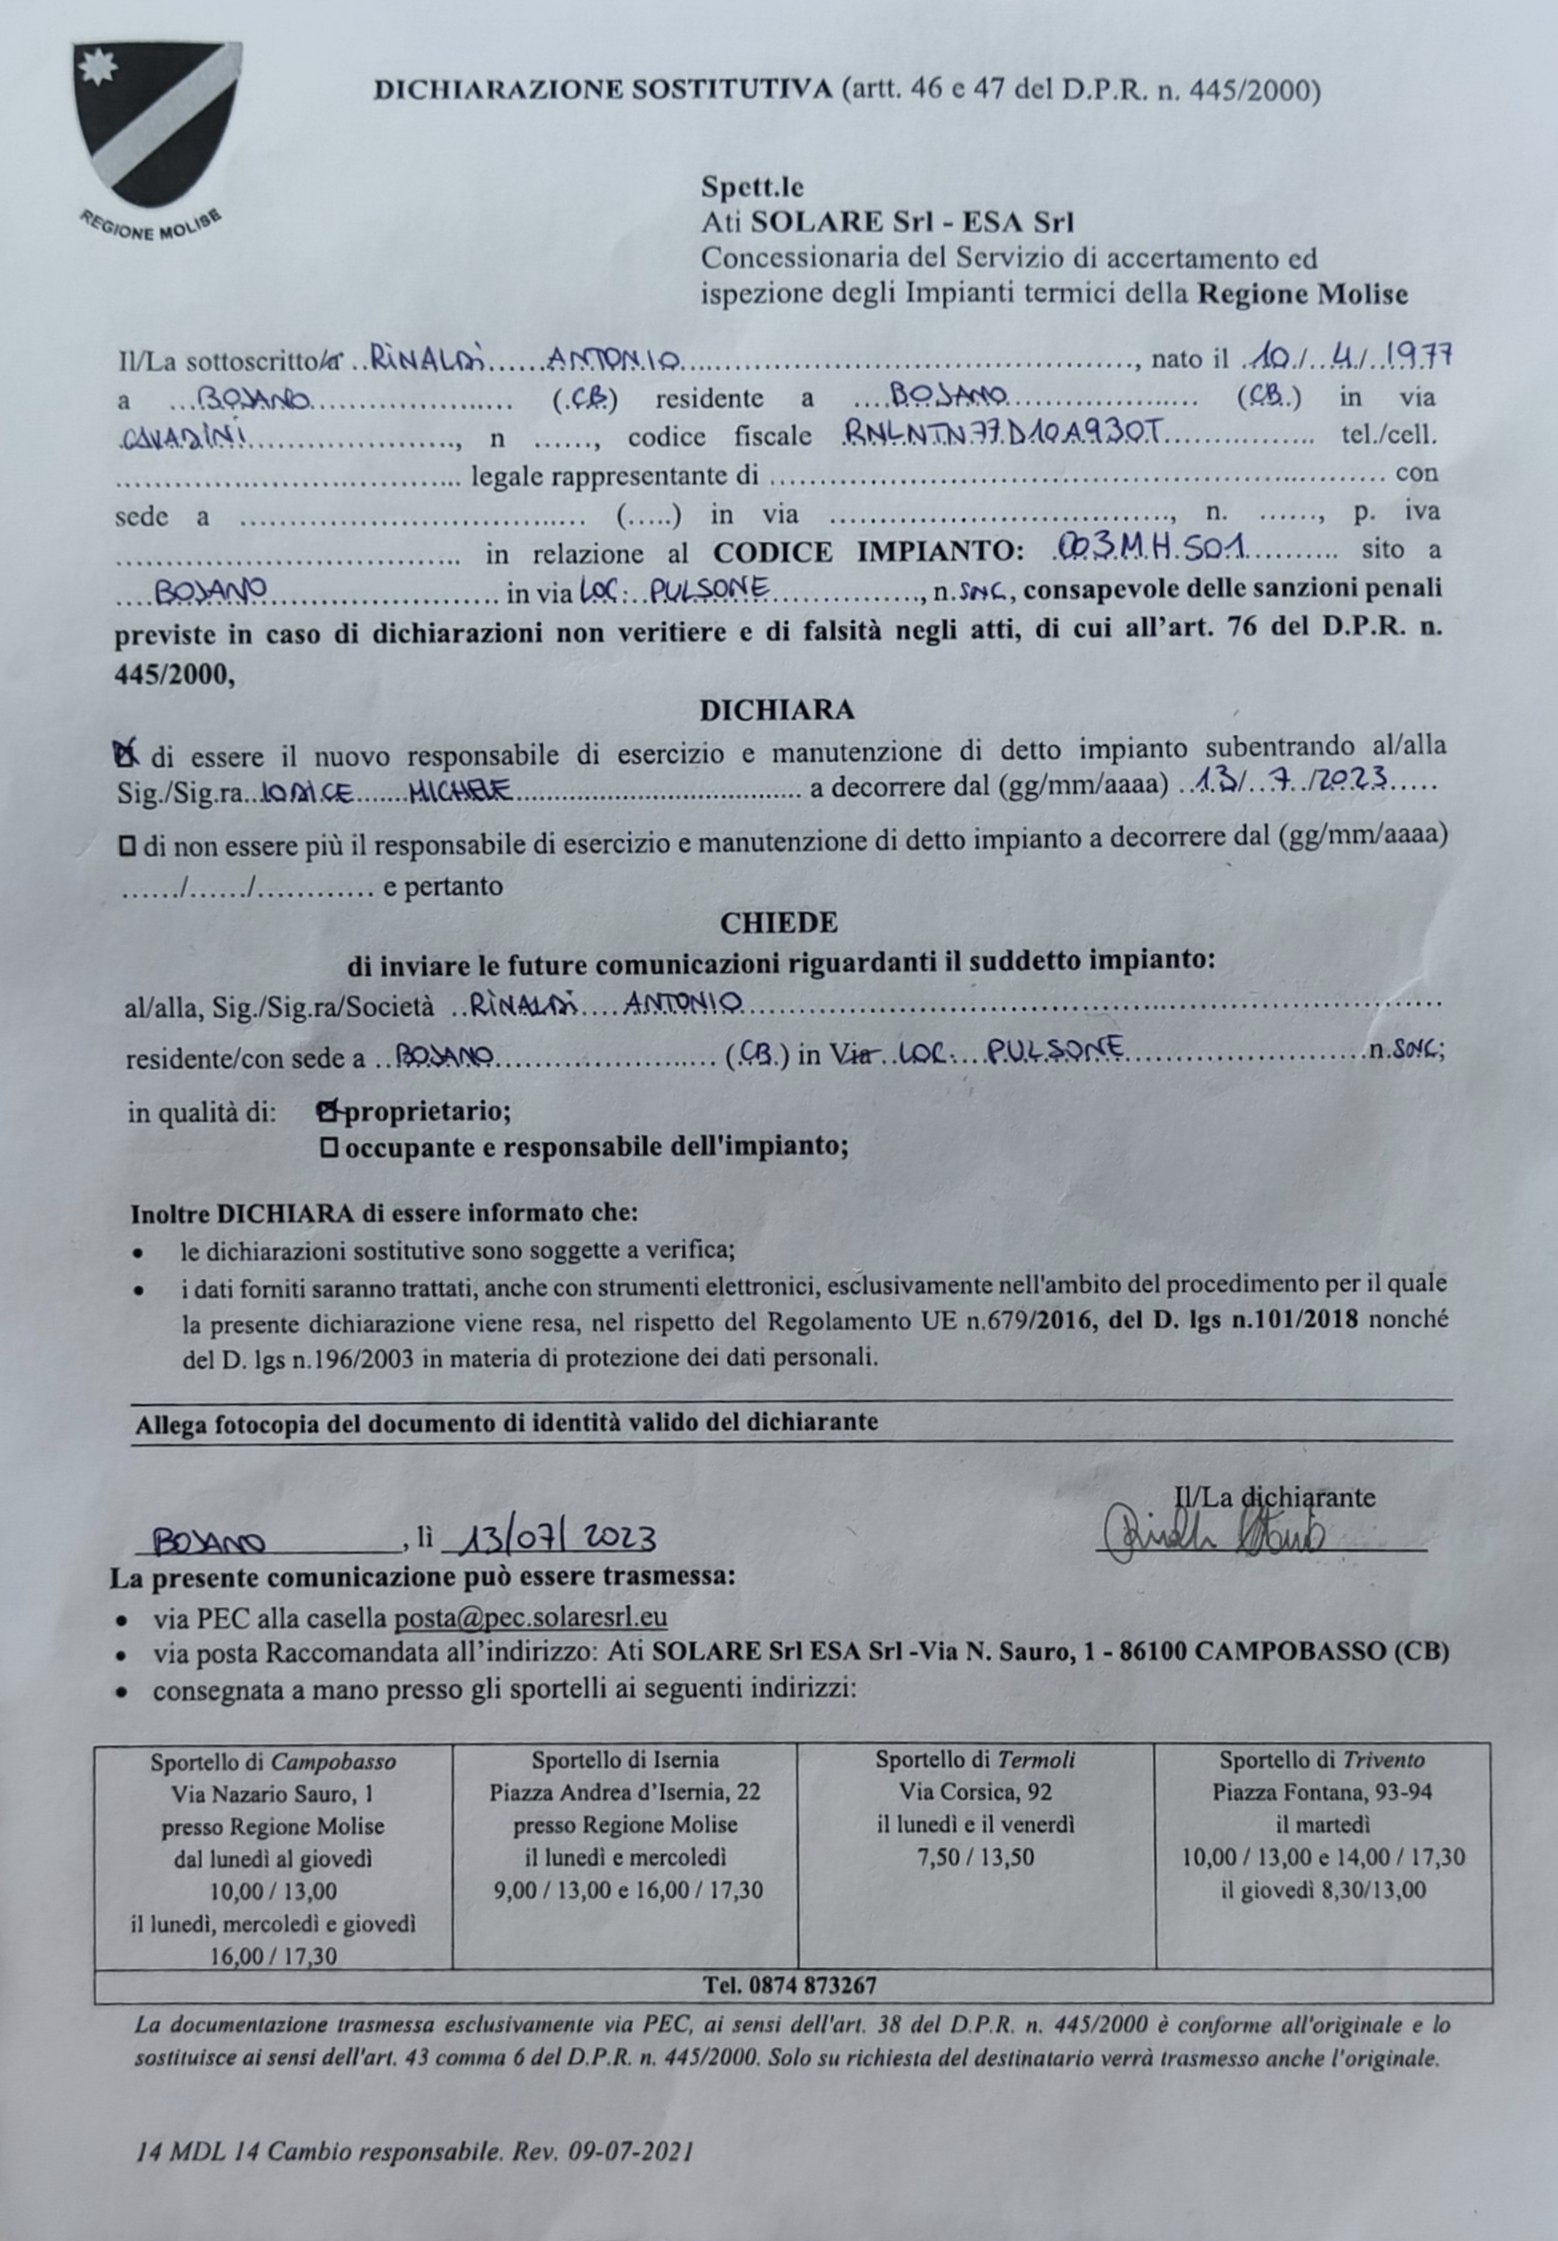 REGIONE MOLISE
DICHIARAZIONE SOSTITUTIVA (artt. 46 e 47 del D.P.R. n. 445/2000)
Spett.le
Ati SOLARE Srl - ESA Srl
Concessionaria del Servizio di accertamento ed
ispezione degli Impianti termici della Regione Molise
Il/La sottoscritto/a ..RINALDI......ANTONIO......................................................, nato il .10./...4./...1977
a ...BOJANO......................... (.CB.) residente a ....BOJANO....................... (CB.) in via
CAVADINI........................, n ......, codice fiscale RNLNTN77D10A930T................ tel./cell.
..................................... legale rappresentante di .................................................................. con
sede a ..................................... (.....) in via ...................................., n. ......, p. iva
..................................... in relazione al CODICE IMPIANTO: .003MHS01.......... sito a
....BOJANO............................ in via LOC:..PULSONE................, n.SNC, consapevole delle sanzioni penali
previste in caso di dichiarazioni non veritiere e di falsità negli atti, di cui all'art. 76 del D.P.R. n.
445/2000,
DICHIARA
☒ di essere il nuovo responsabile di esercizio e manutenzione di detto impianto subentrando al/alla
Sig./Sig.ra..IODICE.......MICHELE................................... a decorrere dal (gg/mm/aaaa) ..13/...7../2023.....
☐ di non essere più il responsabile di esercizio e manutenzione di detto impianto a decorrere dal (gg/mm/aaaa)
....../....../............ e pertanto
CHIEDE
di inviare le future comunicazioni riguardanti il suddetto impianto:
al/alla, Sig./Sig.ra/Società ..RINALDI....ANTONIO..............................................................................
residente/con sede a ..BOJANO........................ (.CB.) in Via..LOC:...PULSONE...........................n.SNC;
in qualità di: ☒ proprietario;
☐ occupante e responsabile dell'impianto;
Inoltre DICHIARA di essere informato che:
• le dichiarazioni sostitutive sono soggette a verifica;
• i dati forniti saranno trattati, anche con strumenti elettronici, esclusivamente nell'ambito del procedimento per il quale
la presente dichiarazione viene resa, nel rispetto del Regolamento UE n.679/2016, del D. lgs n.101/2018 nonché
del D. lgs n.196/2003 in materia di protezione dei dati personali.
Allega fotocopia del documento di identità valido del dichiarante
Il/La dichiarante
BOJANO, lì 13/07/2023
La presente comunicazione può essere trasmessa:
• via PEC alla casella posta@pec.solaresrl.eu
• via posta Raccomandata all'indirizzo: Ati SOLARE Srl ESA Srl -Via N. Sauro, 1 - 86100 CAMPOBASSO (CB)
• consegnata a mano presso gli sportelli ai seguenti indirizzi:
Sportello di Campobasso
Via Nazario Sauro, 1
presso Regione Molise
dal lunedì al giovedì
10,00 / 13,00
il lunedì, mercoledì e giovedì
16,00 / 17,30
Sportello di Isernia
Piazza Andrea d'Isernia, 22
presso Regione Molise
il lunedì e mercoledì
9,00 / 13,00 e 16,00 / 17,30
Sportello di Termoli
Via Corsica, 92
il lunedì e il venerdì
7,50 / 13,50
Sportello di Trivento
Piazza Fontana, 93-94
il martedì
10,00 / 13,00 e 14,00 / 17,30
il giovedì 8,30/13,00
Tel. 0874 873267
La documentazione trasmessa esclusivamente via PEC, ai sensi dell'art. 38 del D.P.R. n. 445/2000 è conforme all'originale e lo
sostituisce ai sensi dell'art. 43 comma 6 del D.P.R. n. 445/2000. Solo su richiesta del destinatario verrà trasmesso anche l'originale.
14 MDL 14 Cambio responsabile. Rev. 09-07-2021